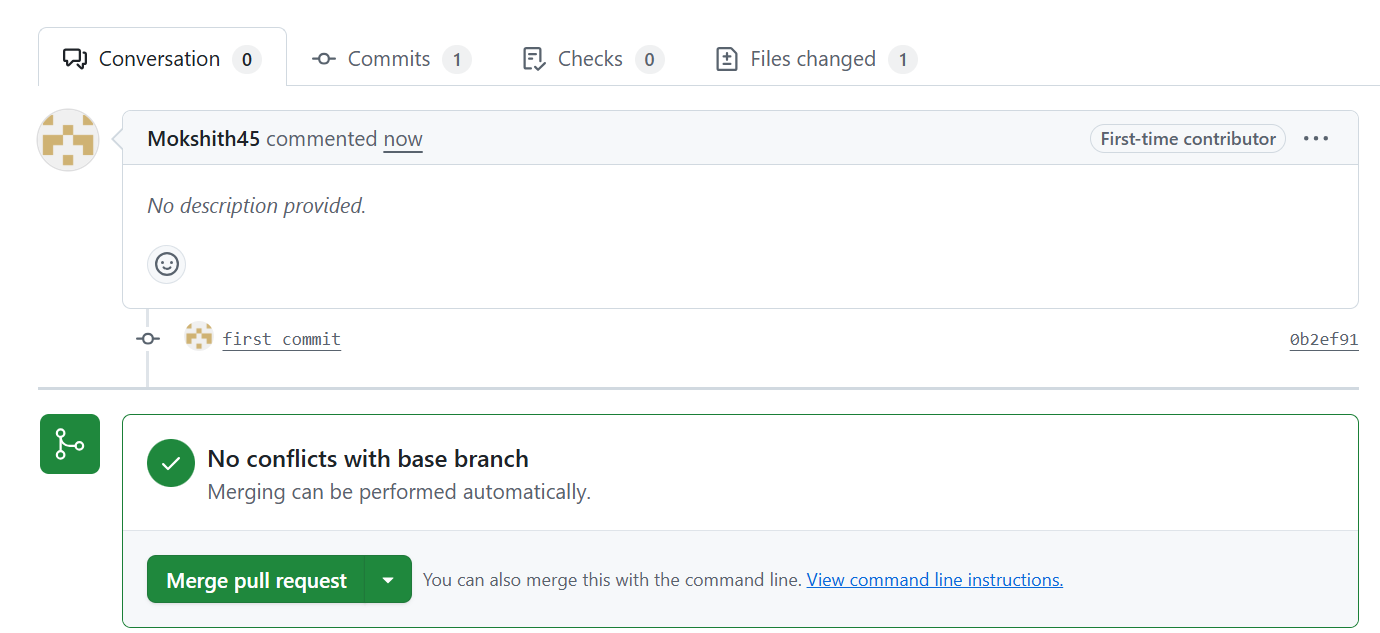 Conversation 0 Commits 1 Checks 0 Files changed 1
Mokshith45 commented now First-time contributor
No description provided.
first commit 0b2ef91
No conflicts with base branch
Merging can be performed automatically.
Merge pull request You can also merge this with the command line. View command line instructions.